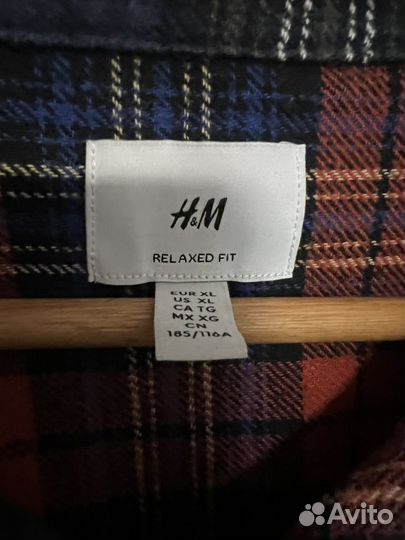 H&M
RELAXED FIT
EUR XL
US XL
CA TG
MX XG
CN
185/116A
Avito